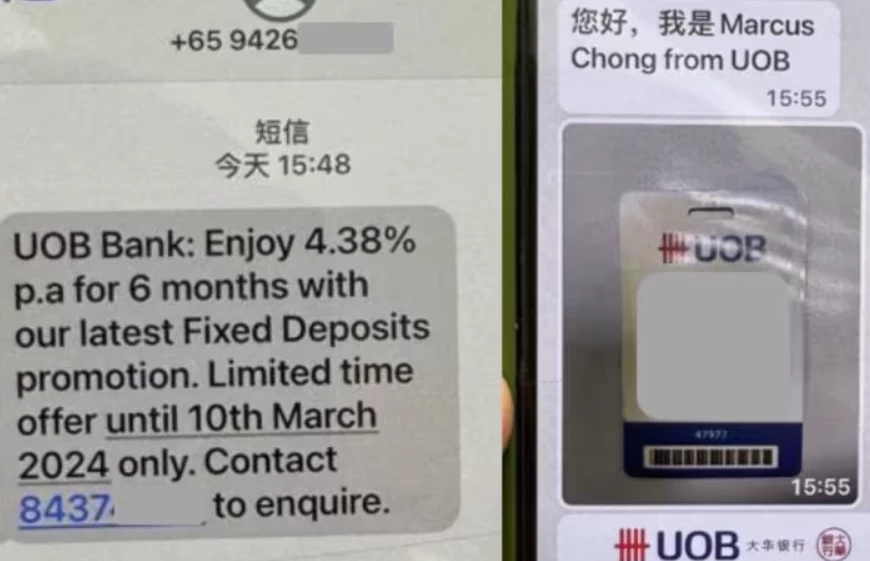 +65 9426
短信
今天 15:48
UOB Bank: Enjoy 4.38%
p.a for 6 months with
our latest Fixed Deposits
promotion. Limited time
offer until 10th March
2024 only. Contact
8437 to enquire.
您好，我是 Marcus
Chong from UOB
15:55
UOB
47977
15:55
UOB 大华银行